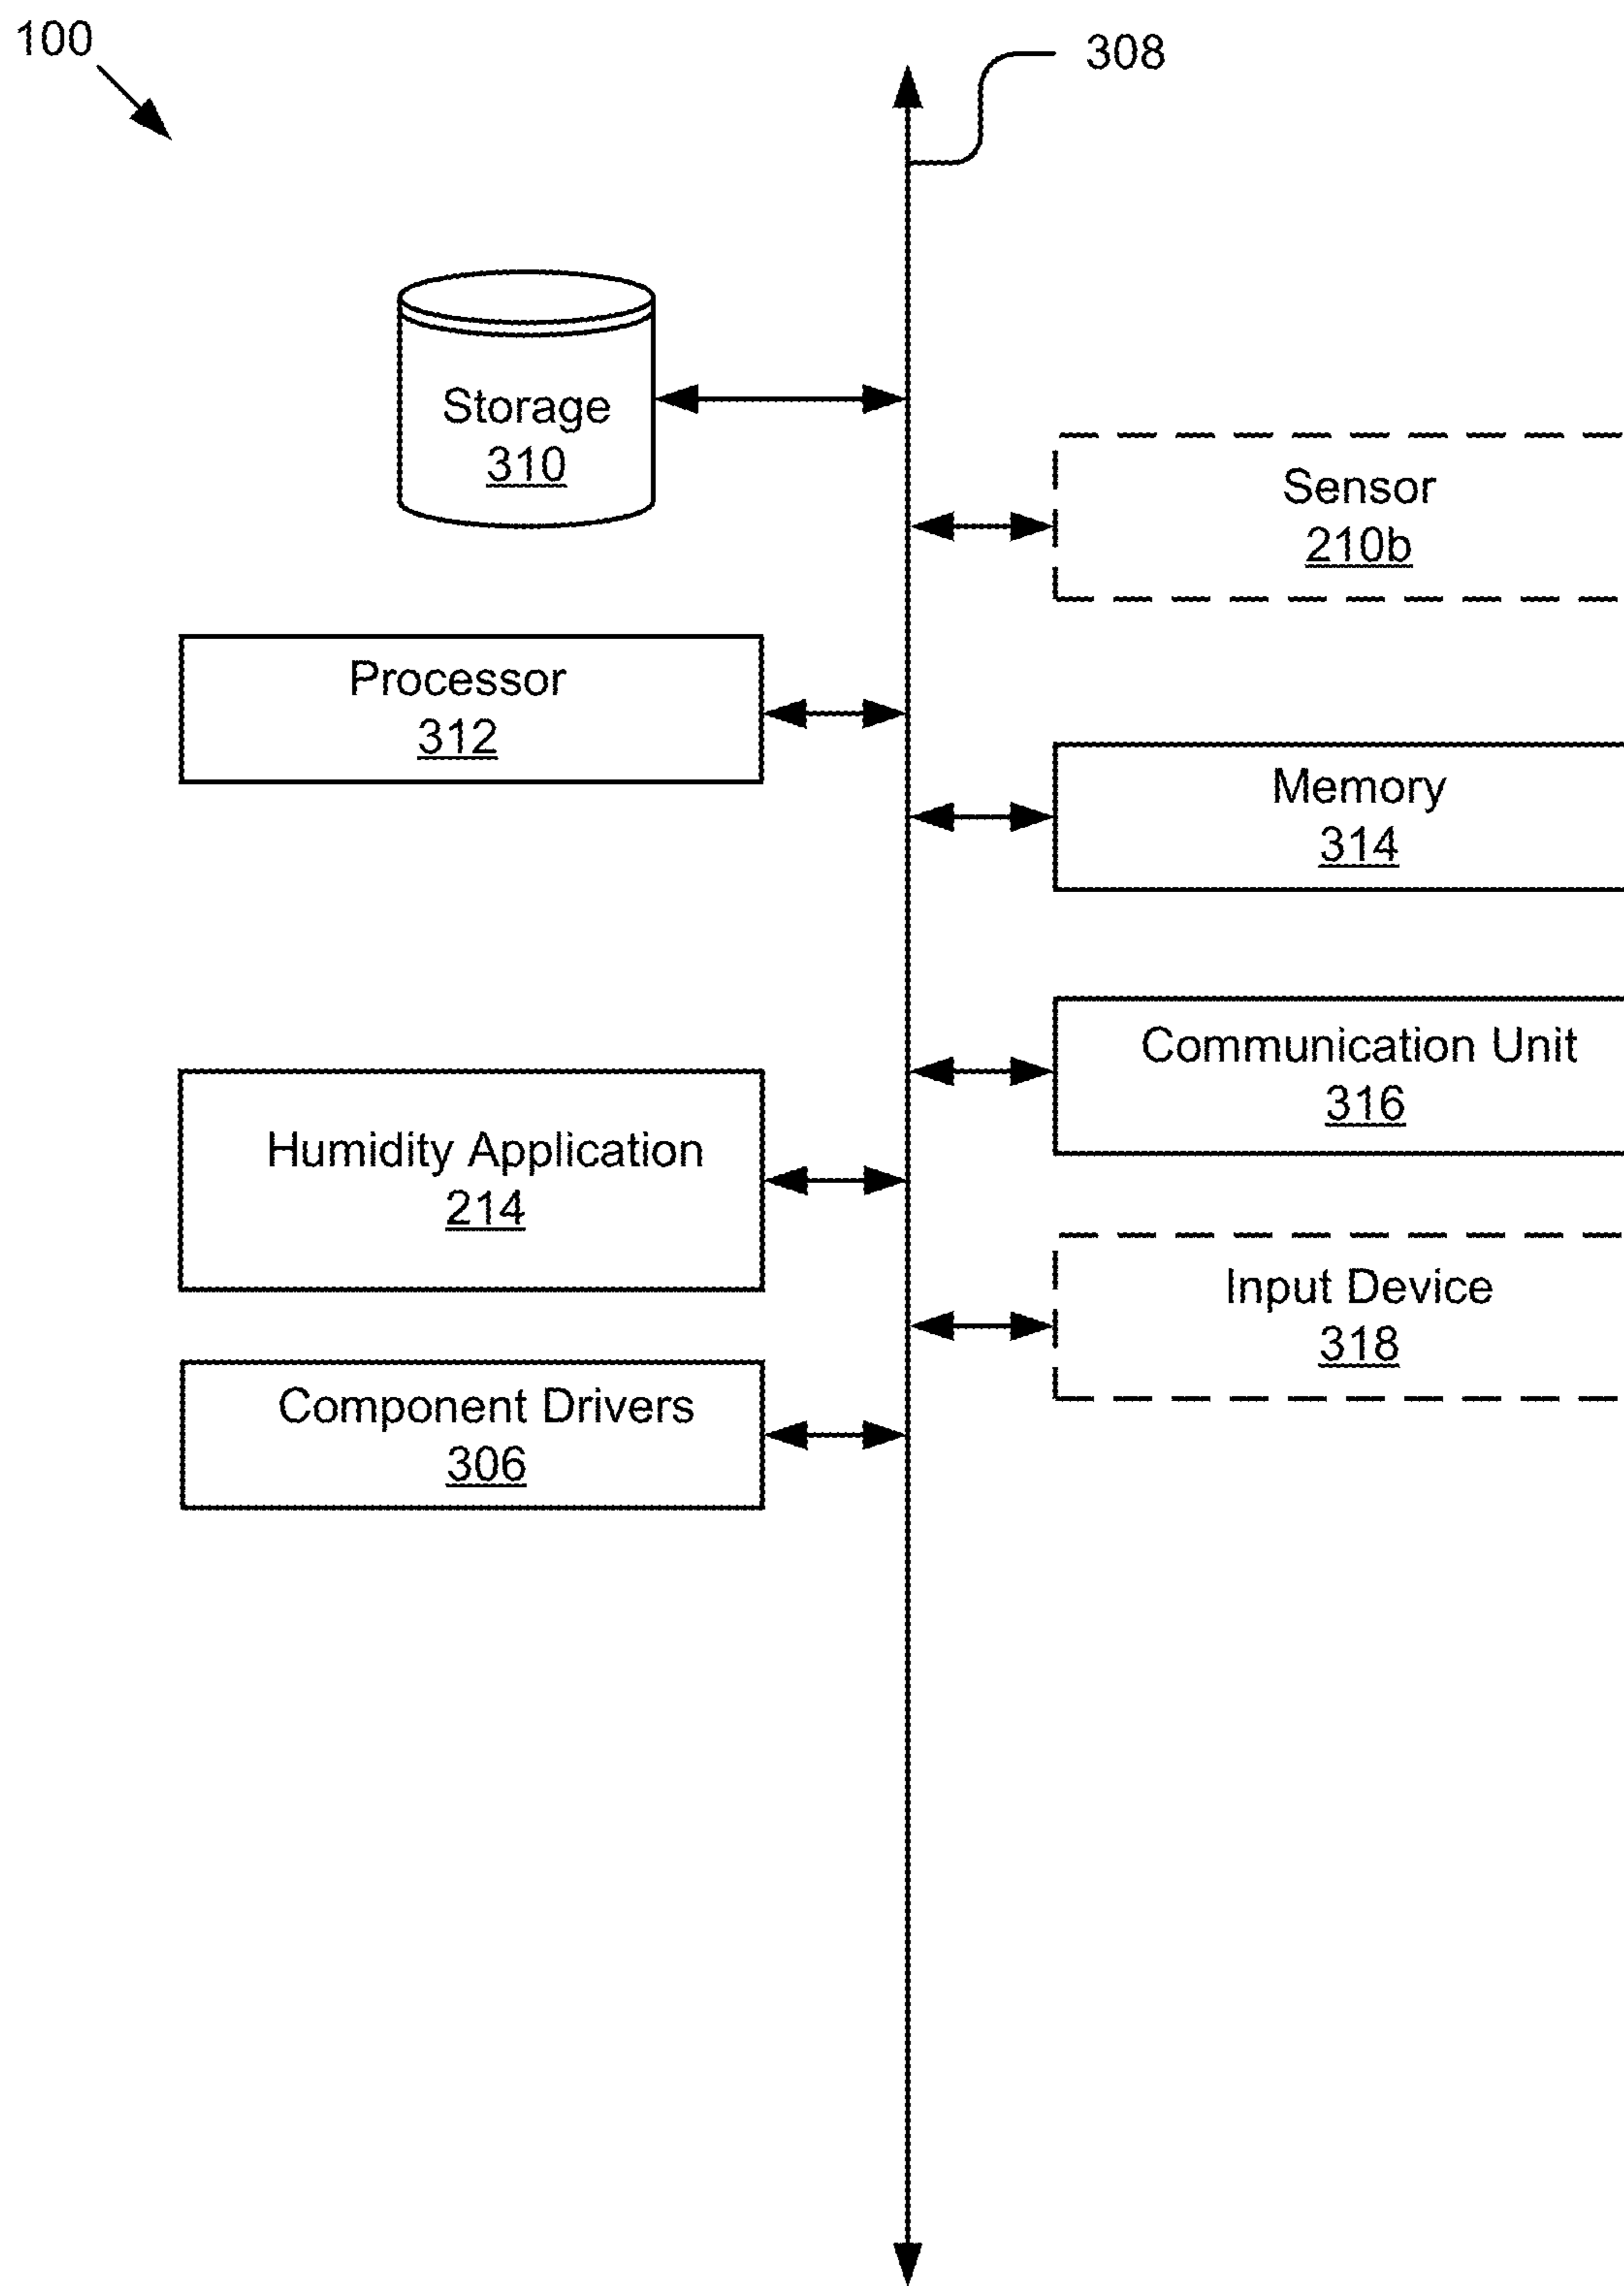 100
308
Storage
310
Sensor
210b
Processor
312
Memory
314
Communication Unit
316
Humidity Application
214
Input Device
318
Component Drivers
306